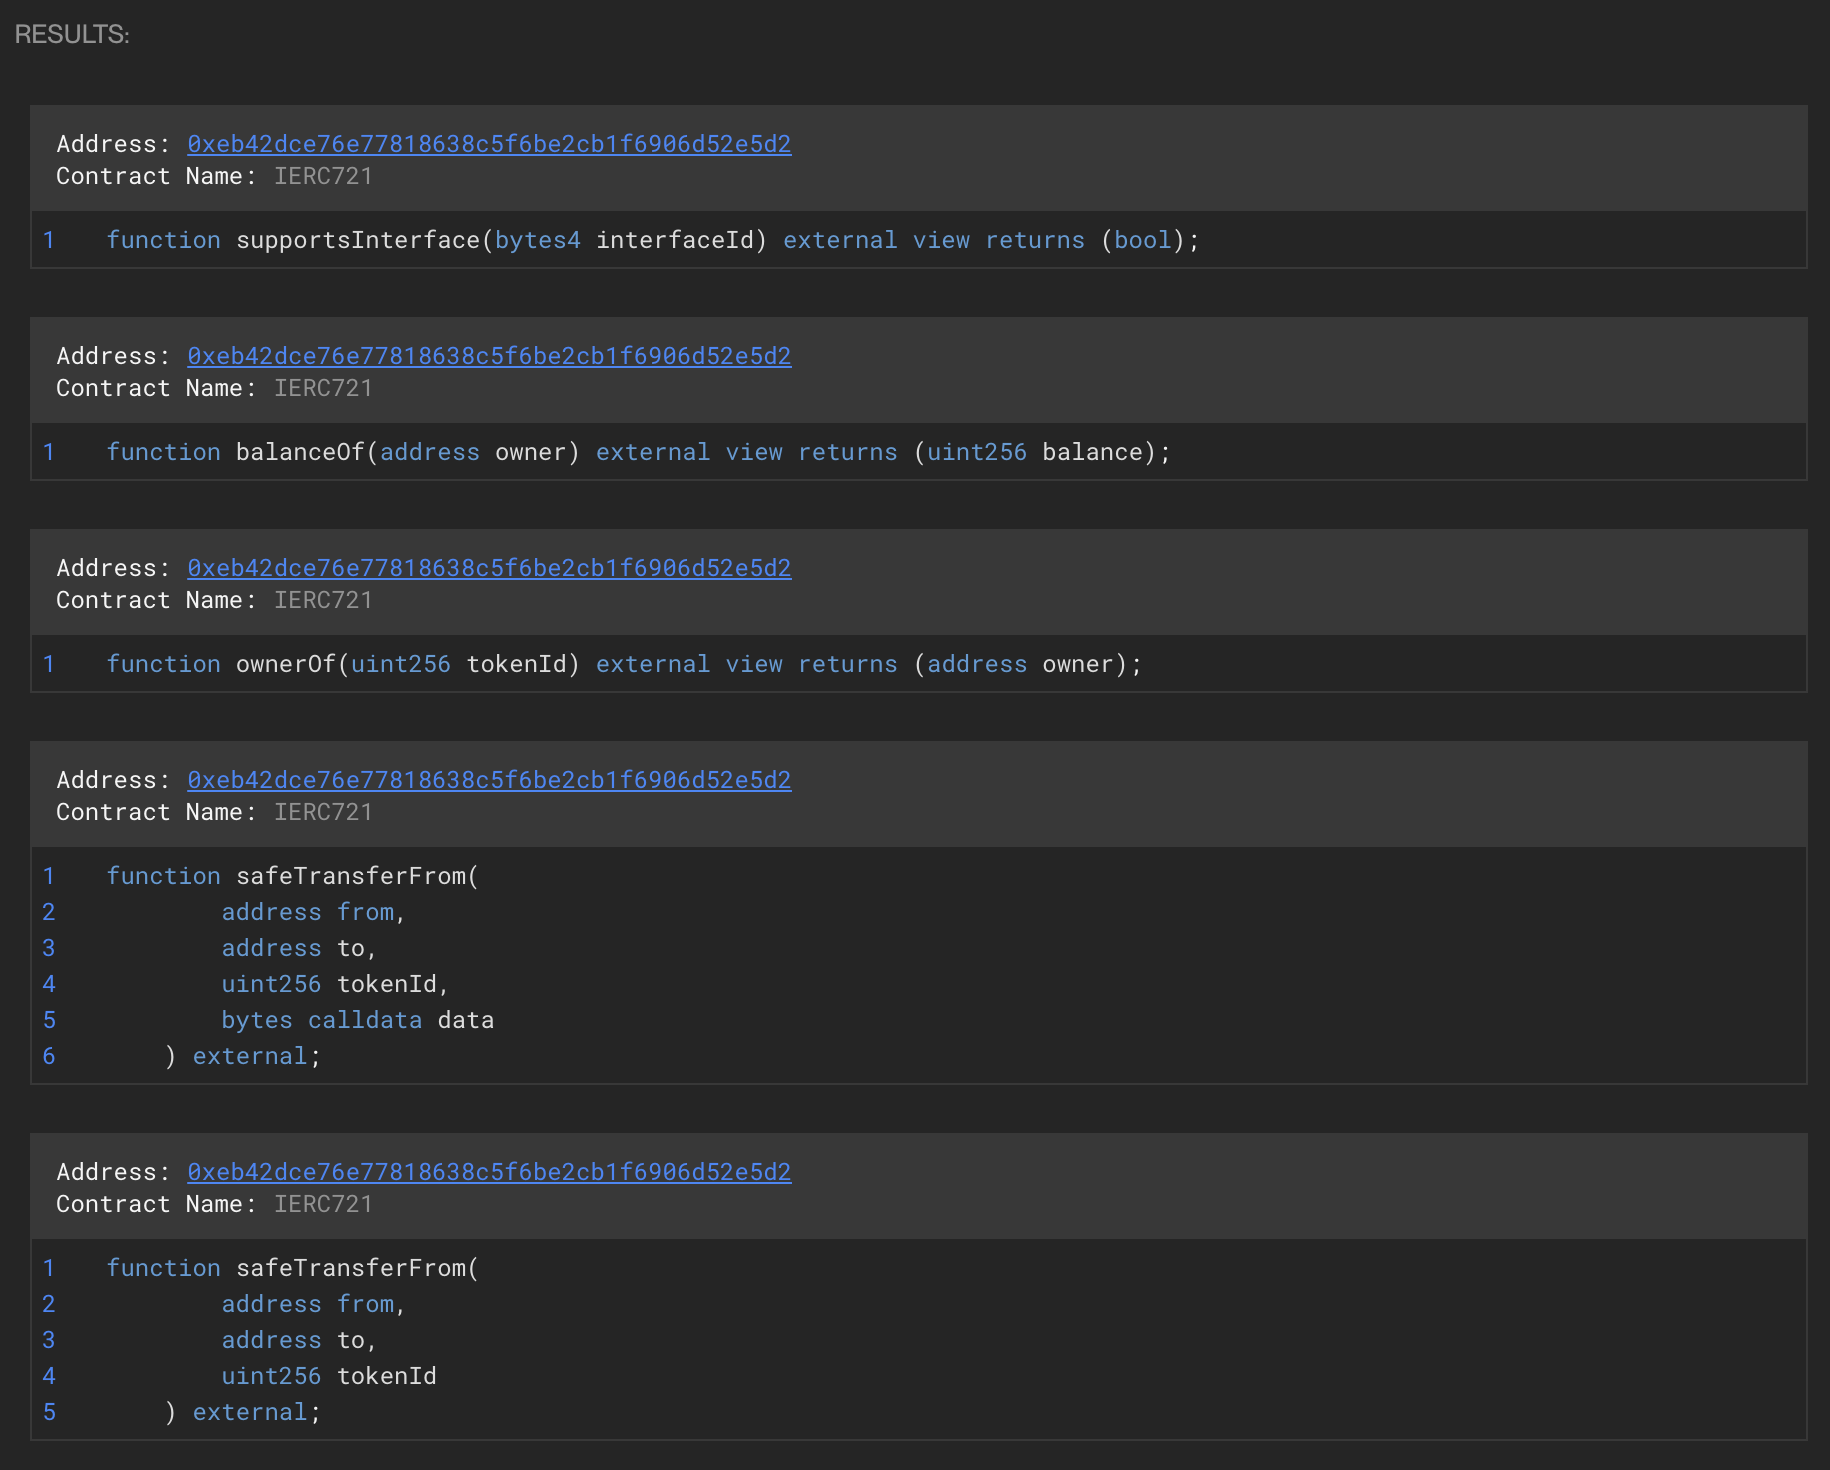 RESULTS:
Address: 0xeb42dce76e77818638c5f6be2cb1f6906d52e5d2
Contract Name: IERC721
1 function supportsInterface(bytes4 interfaceId) external view returns (bool);
Address: 0xeb42dce76e77818638c5f6be2cb1f6906d52e5d2
Contract Name: IERC721
1 function balanceOf(address owner) external view returns (uint256 balance);
Address: 0xeb42dce76e77818638c5f6be2cb1f6906d52e5d2
Contract Name: IERC721
1 function ownerOf(uint256 tokenId) external view returns (address owner);
Address: 0xeb42dce76e77818638c5f6be2cb1f6906d52e5d2
Contract Name: IERC721
1 function safeTransferFrom(
2 address from,
3 address to,
4 uint256 tokenId,
5 bytes calldata data
6 ) external;
Address: 0xeb42dce76e77818638c5f6be2cb1f6906d52e5d2
Contract Name: IERC721
1 function safeTransferFrom(
2 address from,
3 address to,
4 uint256 tokenId
5 ) external;